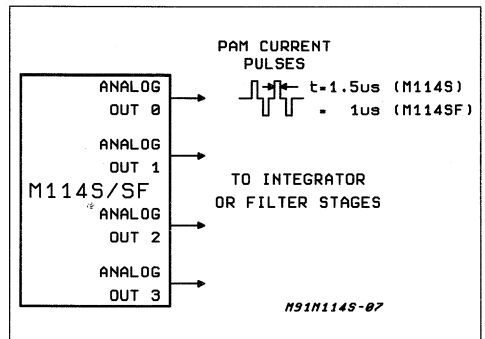 PAM CURRENT
PULSES
ANALOG
OUT 0
t=1.5us (M114S)
= 1us (M114SF)
ANALOG
OUT 1
M114S/SF
TO INTEGRATOR
OR FILTER STAGES
ANALOG
OUT 2
ANALOG
OUT 3
M91M114S-07